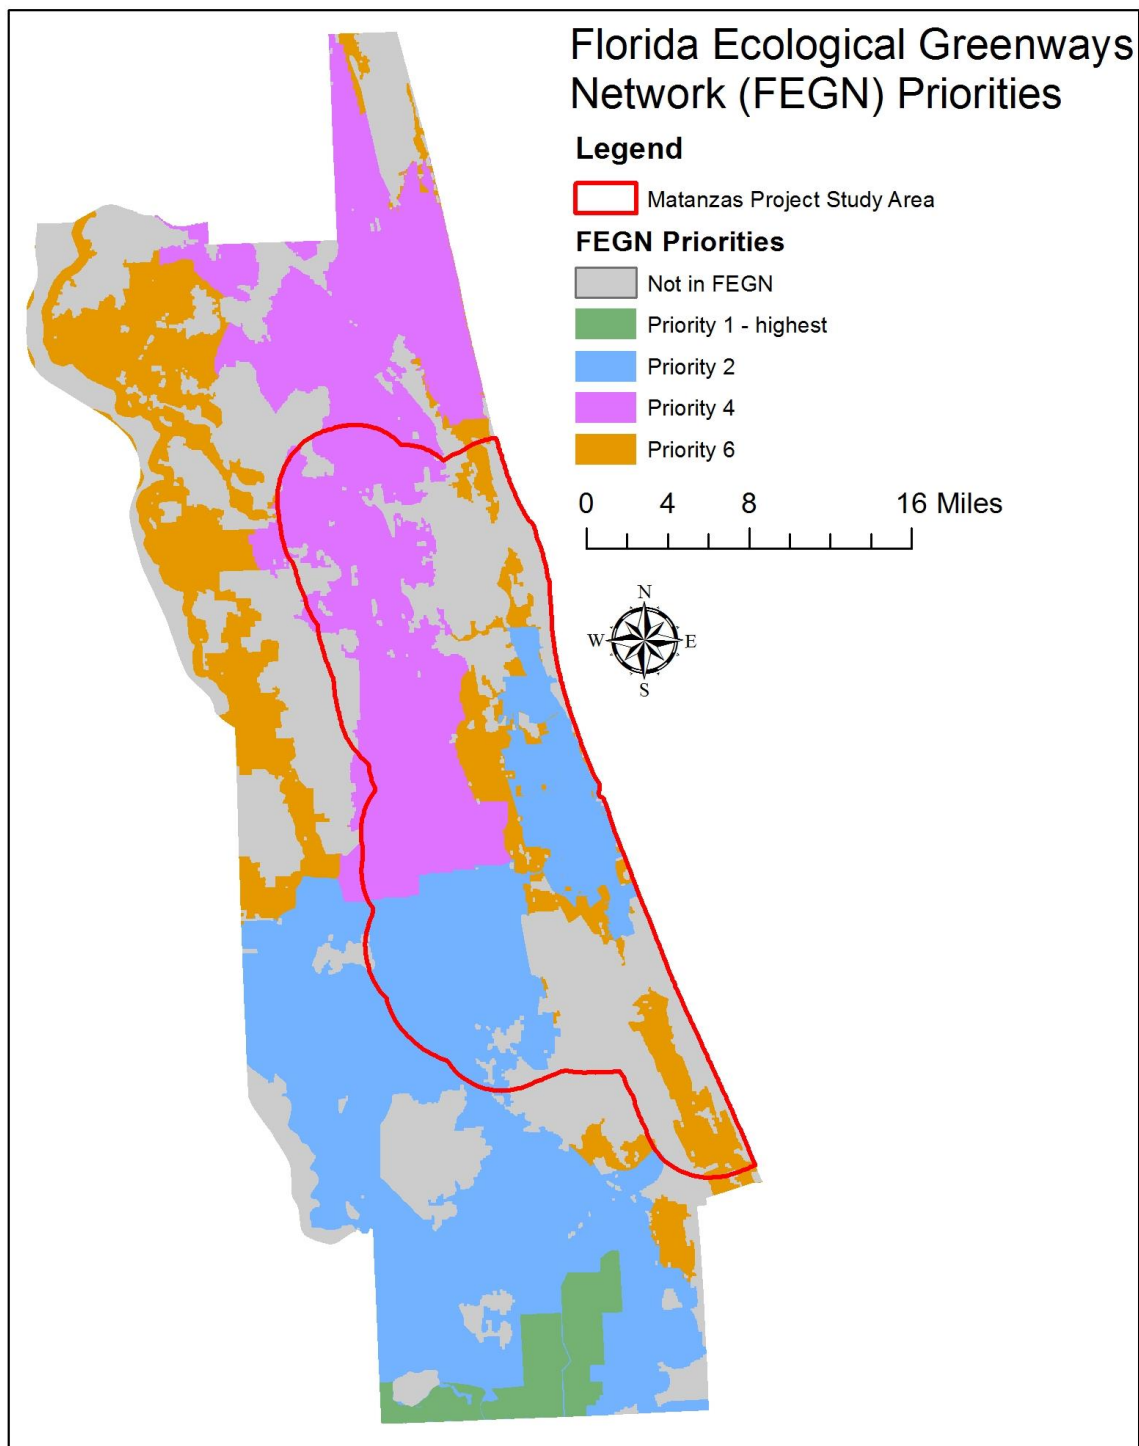 Florida Ecological Greenways
Network (FEGN) Priorities
Legend
Matanzas Project Study Area
FEGN Priorities
Not in FEGN
Priority 1 - highest
Priority 2
Priority 4
Priority 6
0 4 8 16 Miles
N
W E
S